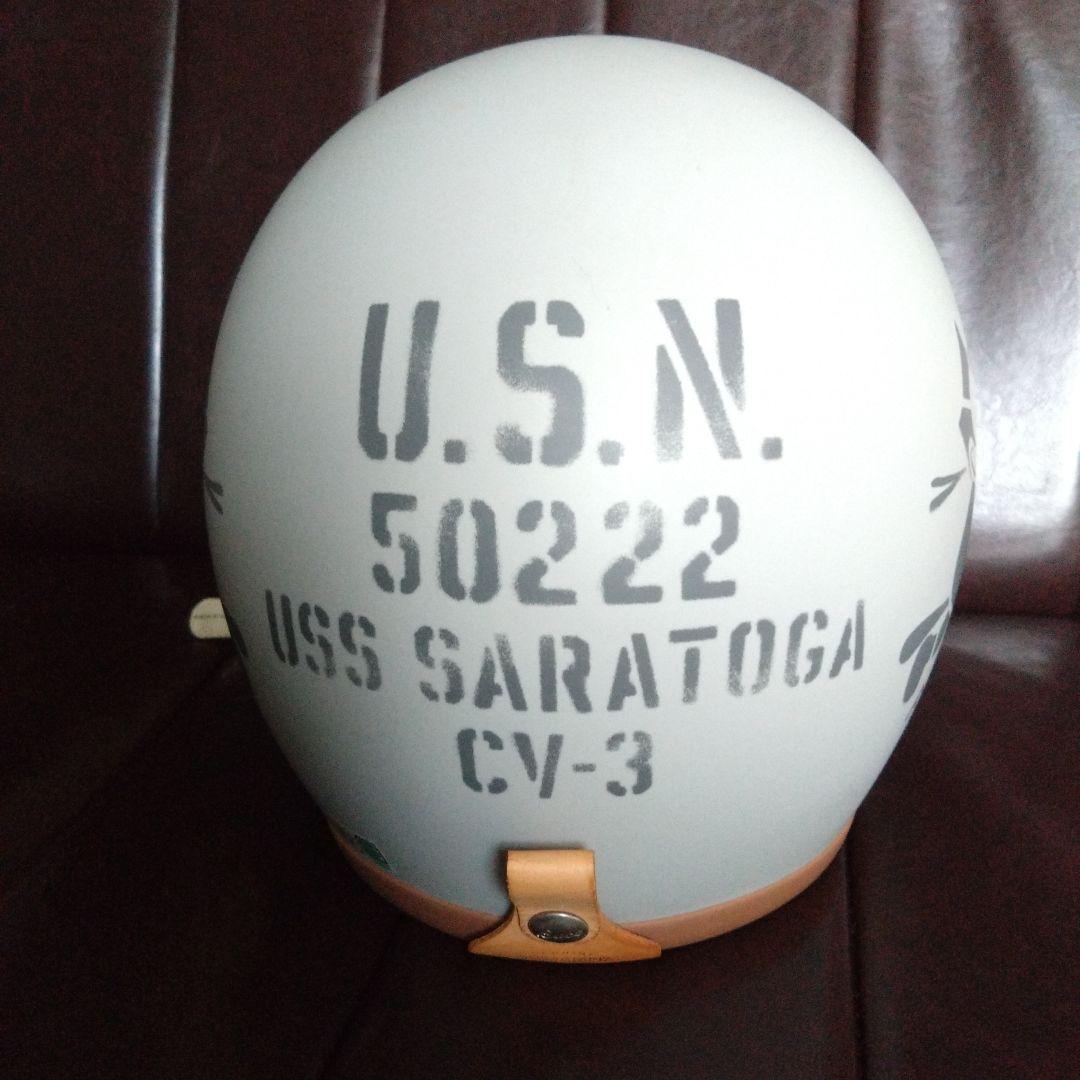 U.S.N.
50222
USS SARATOGA
CV-3